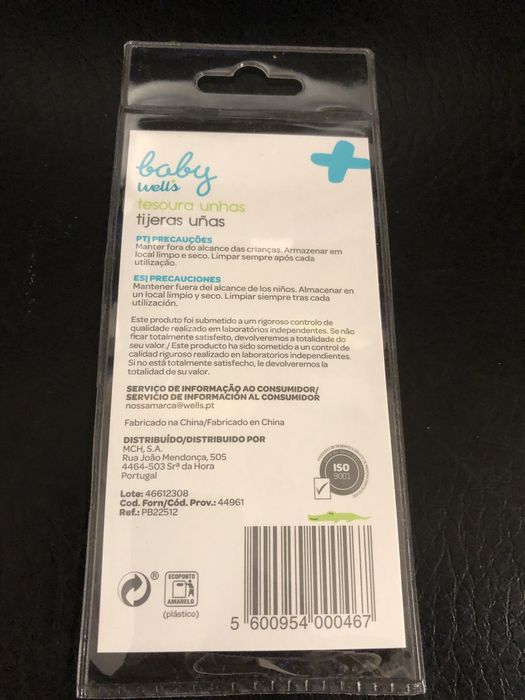 baby
well's
tesoura unhas
tijeras uñas
PT| PRECAUÇÕES
Manter fora do alcance das crianças. Armazenar em
local limpo e seco. Limpar sempre após cada
utilização.
ES| PRECAUCIONES
Mantener fuera del alcance de los niños. Almacenar en
un local limpio y seco. Limpiar siempre tras cada
utilización.
Este produto foi submetido a um rigoroso controlo de
qualidade realizado em laboratórios independentes. Se não
ficar totalmente satisfeito, devolveremos a totalidade do
seu valor./ Este producto ha sido sometido a un control de
calidad riguroso realizado en laboratorios independientes.
Si no está totalmente satisfecho, le devolveremos la
totalidad de su valor.
SERVIÇO DE INFORMAÇÃO AO CONSUMIDOR/
SERVICIO DE INFORMACIÓN AL CONSUMIDOR
nossamarca@wells.pt
Fabricado na China/Fabricado en China
DISTRIBUÍDO/DISTRIBUIDO POR
MCH, S.A.
Rua João Mendonça, 505
4464-503 Srª da Hora
Portugal
ISO
9001
Lote: 46612308
Cod. Forn/Cód. Prov.: 44961
Ref.: PB22512
®
ECOPONTO
AMARELO
(plástico)
5 600954 000467